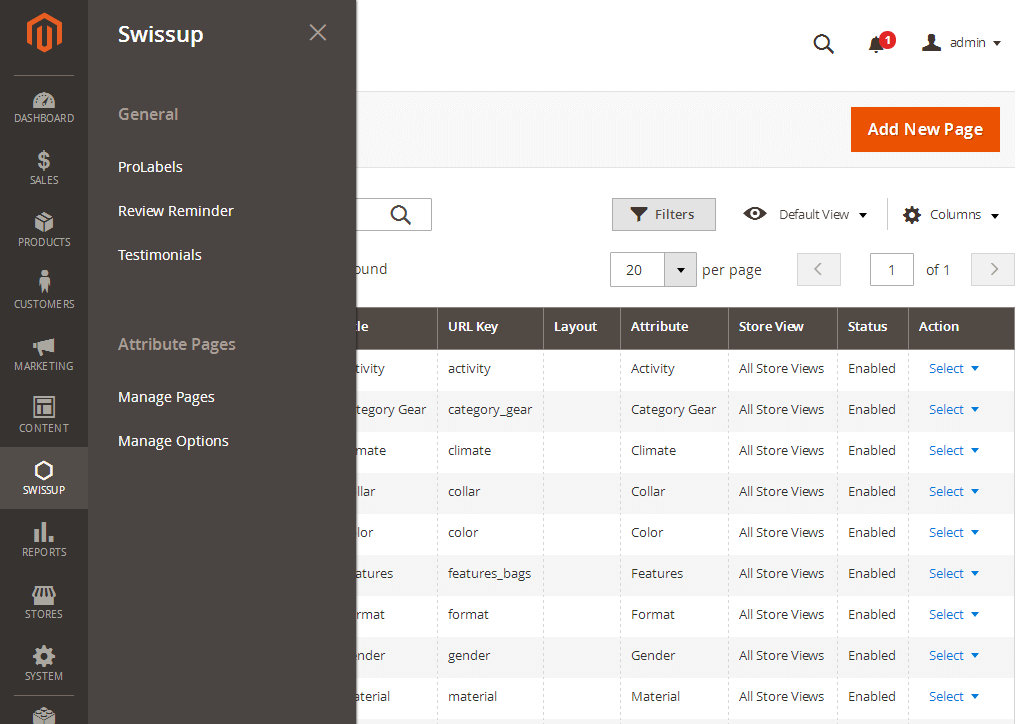 Swissup
General
ProLabels
Review Reminder
Testimonials
Attribute Pages
Manage Pages
Manage Options
DASHBOARD
SALES
PRODUCTS
CUSTOMERS
MARKETING
CONTENT
SWISSUP
REPORTS
STORES
SYSTEM
1 admin
Add New Page
Filters Default View Columns
ound 20 per page 1 of 1
le URL Key Layout Attribute Store View Status Action
tivity activity Activity All Store Views Enabled Select
tegory Gear category_gear Category Gear All Store Views Enabled Select
mate climate Climate All Store Views Enabled Select
llar collar Collar All Store Views Enabled Select
lor color Color All Store Views Enabled Select
atures features_bags Features All Store Views Enabled Select
rmat format Format All Store Views Enabled Select
nder gender Gender All Store Views Enabled Select
aterial material Material All Store Views Enabled Select